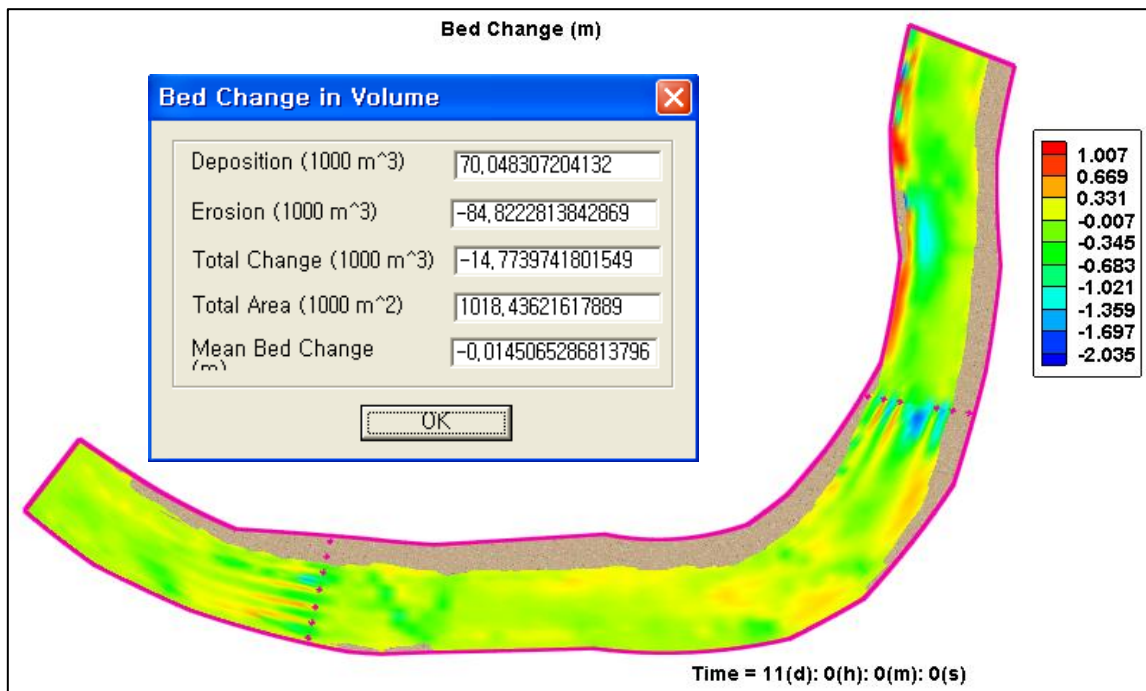 Bed Change (m)
Bed Change in Volume
Deposition (1000 m^3) 70,048307204132
Erosion (1000 m^3) -84,8222813842869
Total Change (1000 m^3) -14,7739741801549
Total Area (1000 m^2) 1018,43621617889
Mean Bed Change -0,0145065286813796
(m)
OK
1.007
0.669
0.331
-0.007
-0.345
-0.683
-1.021
-1.359
-1.697
-2.035
Time = 11(d): 0(h): 0(m): 0(s)